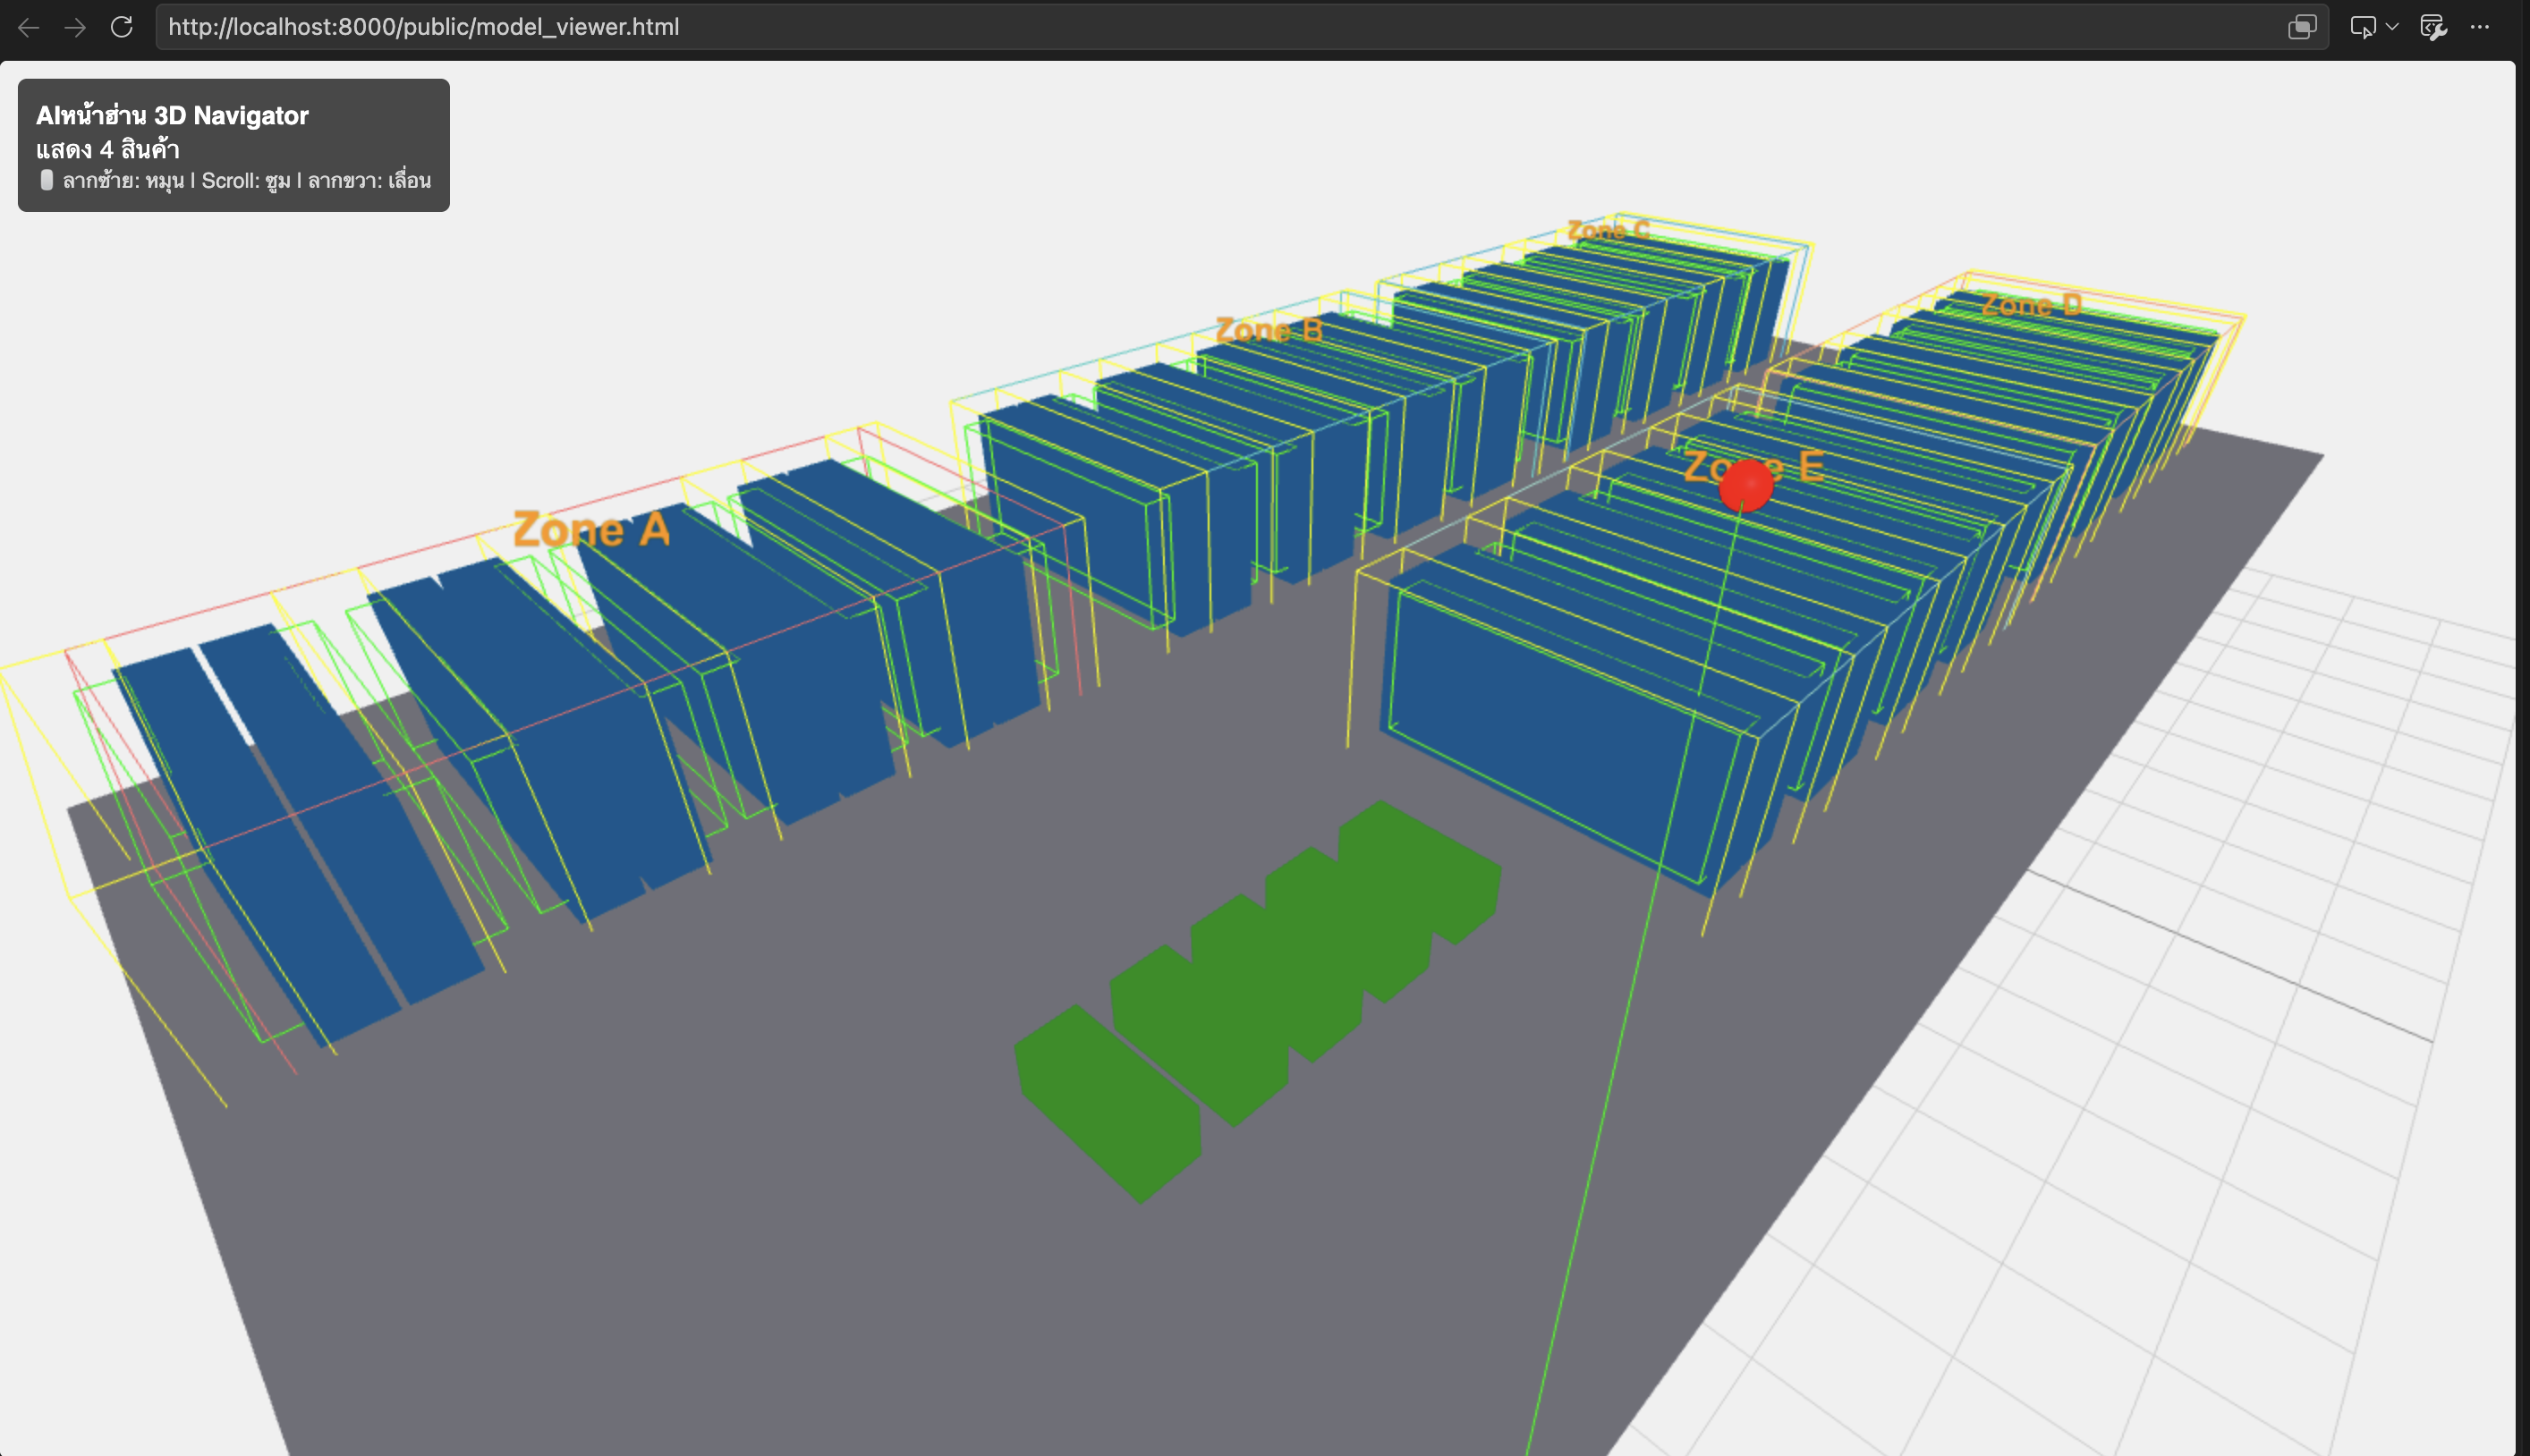 http://localhost:8000/public/model_viewer.html
AIหน้าฮ่าน 3D Navigator
แสดง 4 สินค้า
ลากซ้าย: หมุน | Scroll: ซูม | ลากขวา: เลื่อน
Zone C
Zone D
Zone B
Zone E
Zone A